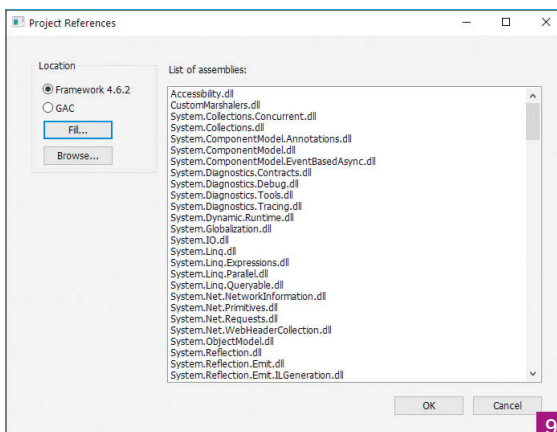 Project References
Location
Framework 4.6.2
GAC
Fill...
Browse...
List of assemblies:
Accessibility.dll
CustomMarshalers.dll
System.Collections.Concurrent.dll
System.Collections.dll
System.ComponentModel.Annotations.dll
System.ComponentModel.dll
System.ComponentModel.EventBasedAsync.dll
System.Diagnostics.Contracts.dll
System.Diagnostics.Debug.dll
System.Diagnostics.Tools.dll
System.Diagnostics.Tracing.dll
System.Dynamic.Runtime.dll
System.Globalization.dll
System.IO.dll
System.Linq.dll
System.Linq.Expressions.dll
System.Linq.Parallel.dll
System.Linq.Queryable.dll
System.Net.NetworkInformation.dll
System.Net.Primitives.dll
System.Net.Requests.dll
System.Net.WebHeaderCollection.dll
System.ObjectModel.dll
System.Reflection.dll
System.Reflection.Emit.dll
System.Reflection.Emit.ILGeneration.dll
OK
Cancel
9